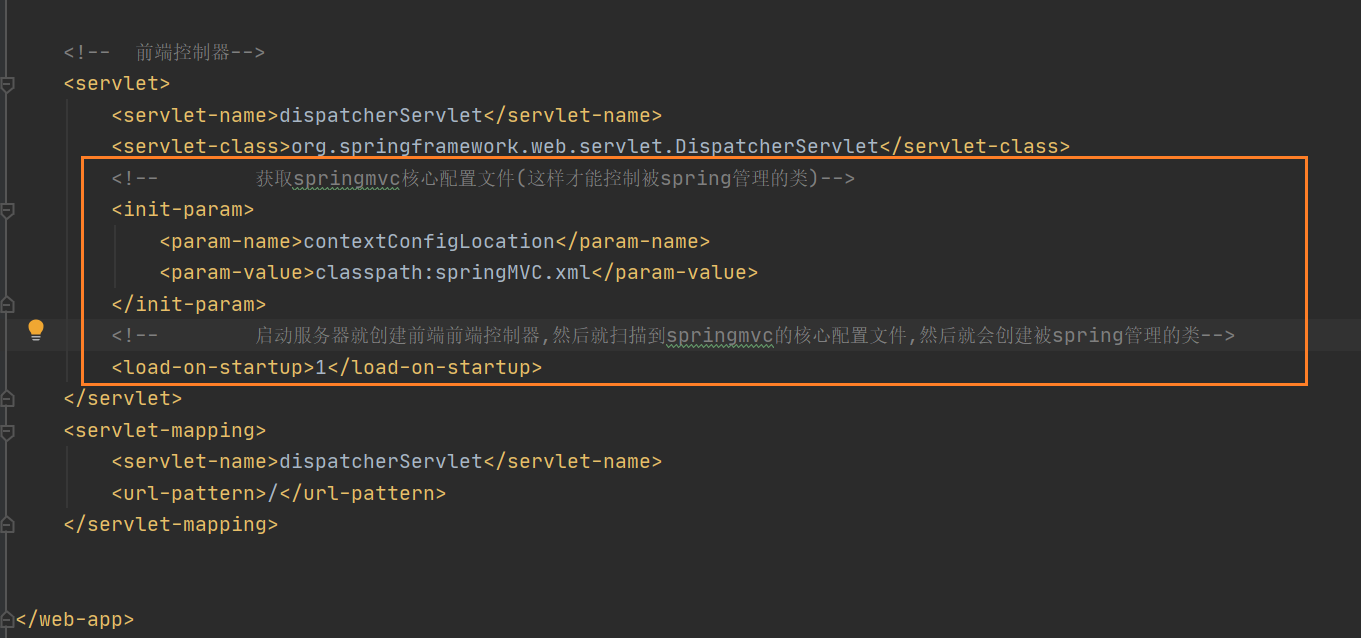 <!--  前端控制器-->
<servlet>
<servlet-name>dispatcherServlet</servlet-name>
<servlet-class>org.springframework.web.servlet.DispatcherServlet</servlet-class>
<!--        获取springmvc核心配置文件(这样才能控制被spring管理的类)-->
<init-param>
<param-name>contextConfigLocation</param-name>
<param-value>classpath:springMVC.xml</param-value>
</init-param>
<!--        启动服务器就创建前端前端控制器,然后就扫描到springmvc的核心配置文件,然后就会创建被spring管理的类-->
<load-on-startup>1</load-on-startup>
</servlet>
<servlet-mapping>
<servlet-name>dispatcherServlet</servlet-name>
<url-pattern>/</url-pattern>
</servlet-mapping>
</web-app>